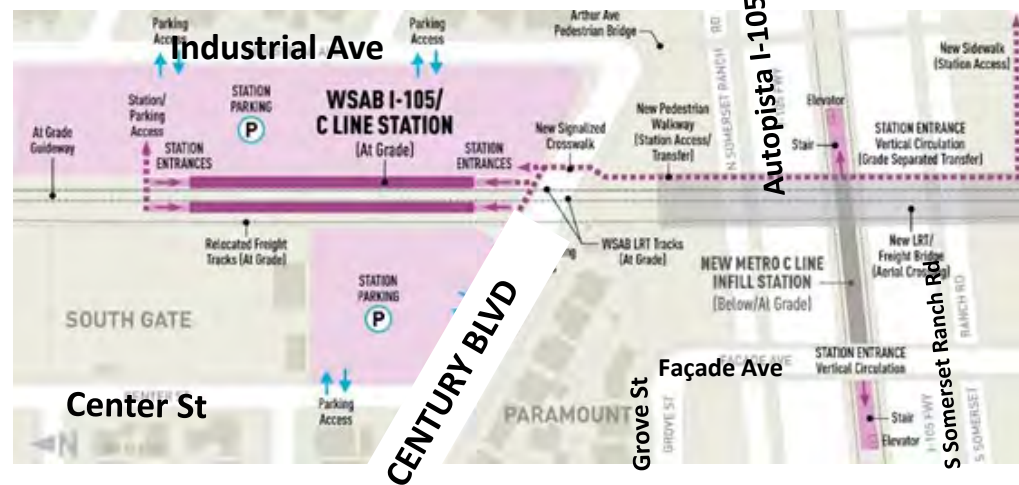 Parking
Access
Industrial Ave
Parking
Access
Arthur Ave
Pedestrian Bridge
N SOMERSET RANCH RD
Autopista I-105
FWY
New Sidewalk
(Station Access)
Station/
Parking
Access
STATION
PARKING
P
WSAB I-105/
C LINE STATION
(At Grade)
At Grade
Guideway
STATION
ENTRANCES
STATION
ENTRANCES
New Signalized
Crosswalk
New Pedestrian
Walkway
(Station Access/
Transfer)
Elevator
Stair
STATION ENTRANCE
Vertical Circulation
(Grade Separated Transfer)
Relocated Freight
Tracks (At Grade)
WSAB LRT Tracks
(At Grade)
New LRT/
Freight Bridge
(Aerial Crossing)
NEW METRO C LINE
INFILL STATION
(Below/At Grade)
STATION
PARKING
P
SOUTH GATE
CENTURY BLVD
S Somerset Ranch Rd
RANCH RD
Façade Ave
FACADE AVE
STATION ENTRANCE
Vertical Circulation
Center St
CENTER ST
Parking
Access
PARAMOUNT
Grove St
GROVE ST
Stair
Elevator
I-105 FWY
S SOMERSET
N